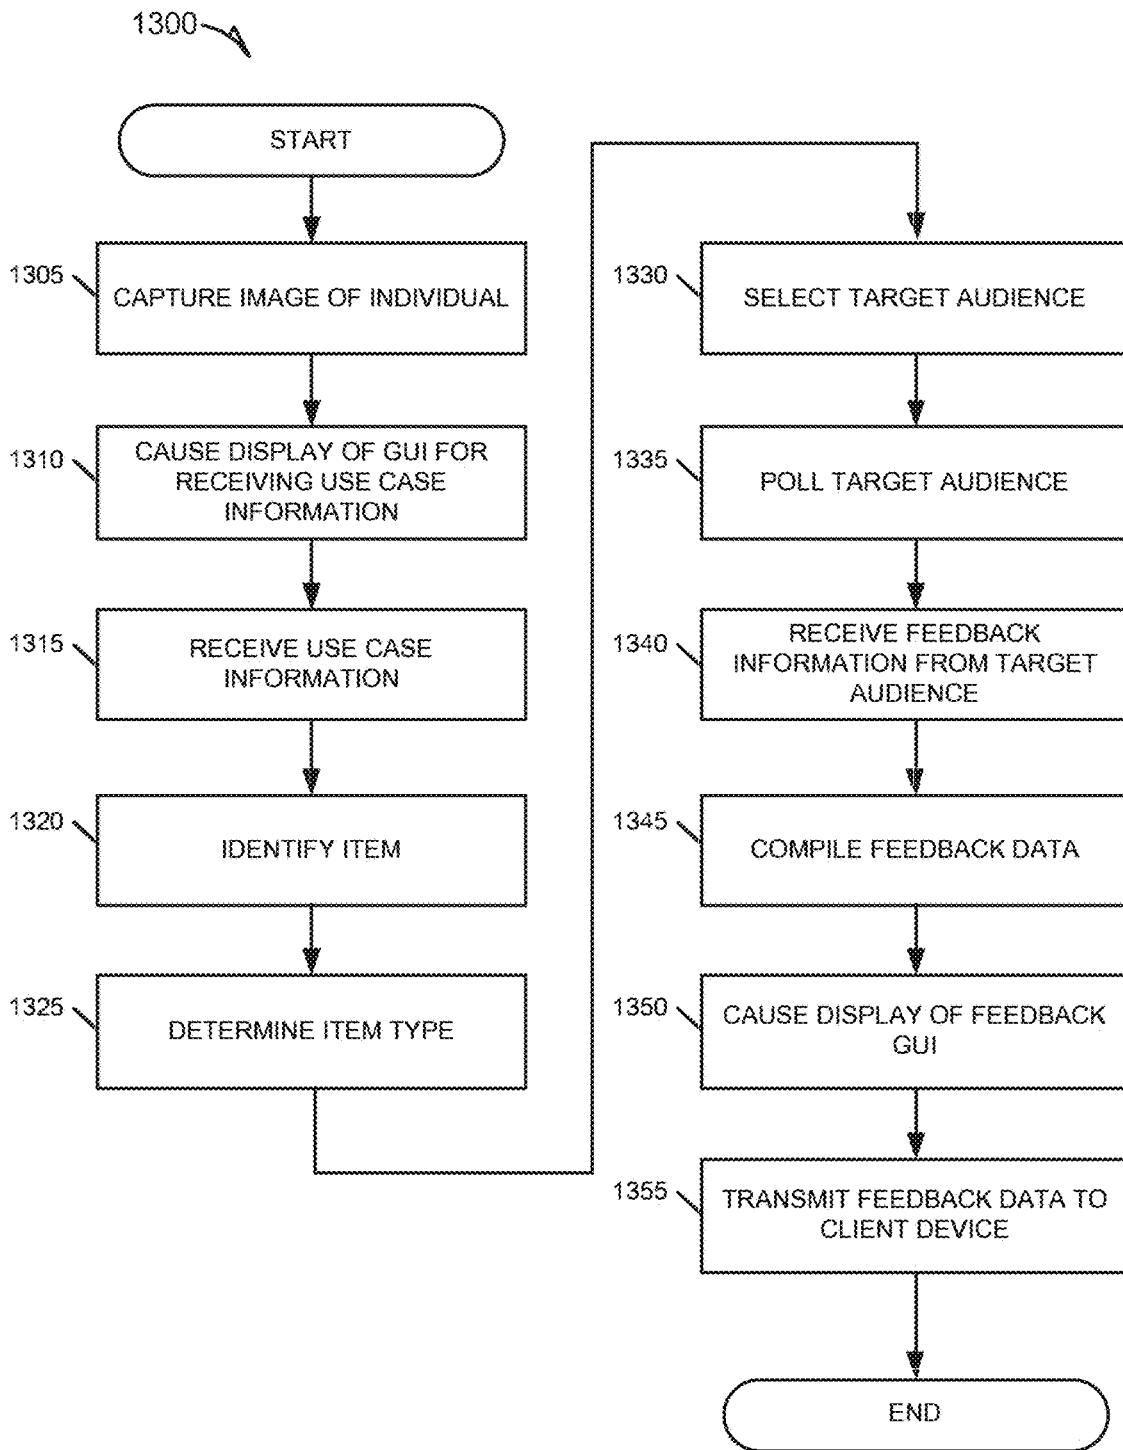 1300
START
1305
CAPTURE IMAGE OF INDIVIDUAL
1310
CAUSE DISPLAY OF GUI FOR
RECEIVING USE CASE
INFORMATION
1315
RECEIVE USE CASE
INFORMATION
1320
IDENTIFY ITEM
1325
DETERMINE ITEM TYPE
1330
SELECT TARGET AUDIENCE
1335
POLL TARGET AUDIENCE
1340
RECEIVE FEEDBACK
INFORMATION FROM TARGET
AUDIENCE
1345
COMPILE FEEDBACK DATA
1350
CAUSE DISPLAY OF FEEDBACK
GUI
1355
TRANSMIT FEEDBACK DATA TO
CLIENT DEVICE
END